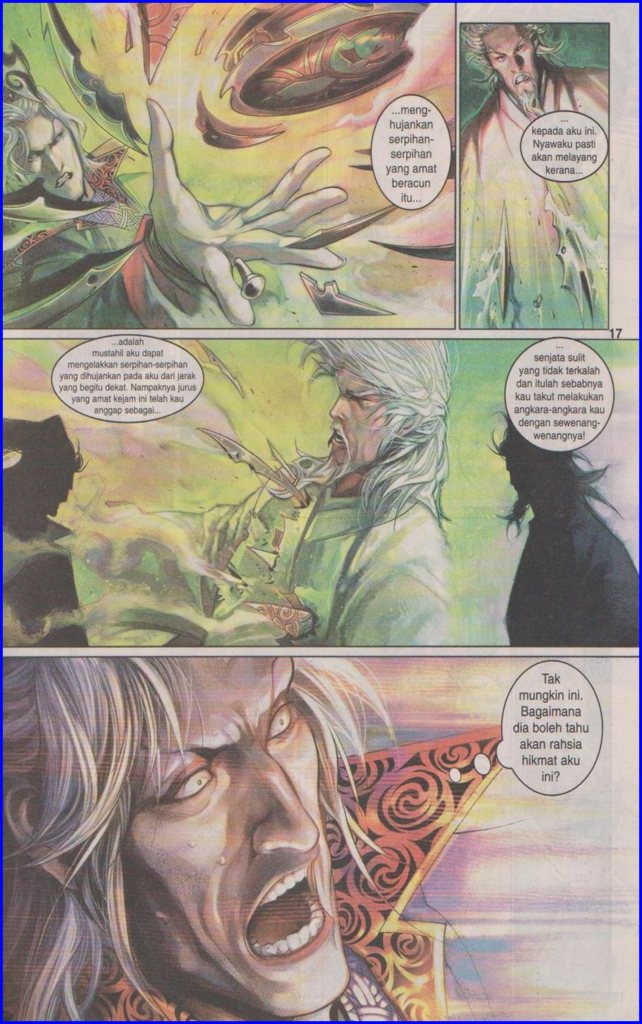 ...meng-
hujankan
serpihan-
serpihan
yang amat
beracun
itu...
...
kepada aku ini.
Nyawaku pasti
akan melayang
kerana...
17
...adalah
mustahil aku dapat
mengelakkan serpihan-serpihan
yang dihujankan pada aku dari jarak
yang begitu dekat. Nampaknya jurus
yang amat kejam ini telah kau
anggap sebagai...
...
senjata sulit
yang tidak terkalah
dan itulah sebabnya
kau takut melakukan
angkara-angkara kau
dengan sewenang-
wenangnya!
Tak
mungkin ini.
Bagaimana
dia boleh tahu
akan rahsia
hikmat aku
ini?